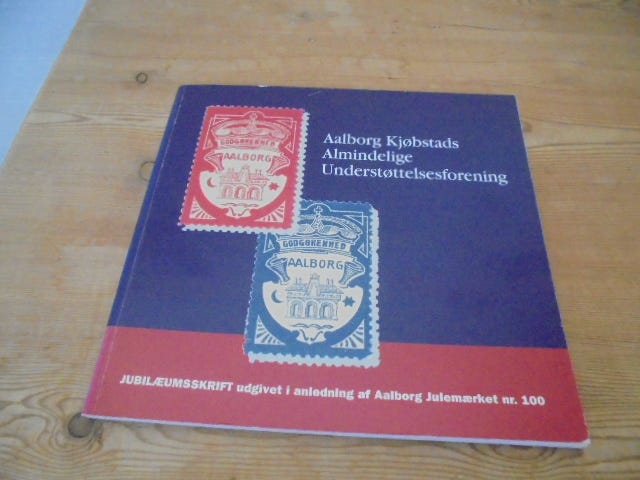 Aalborg Kjøbstads
Almindelige
Understøttelsesforening
GODGØRENHED
AALBORG
GODGØRENHED
AALBORG
JUBILÆUMSSKRIFT udgivet i anledning af Aalborg Julemærket nr. 100